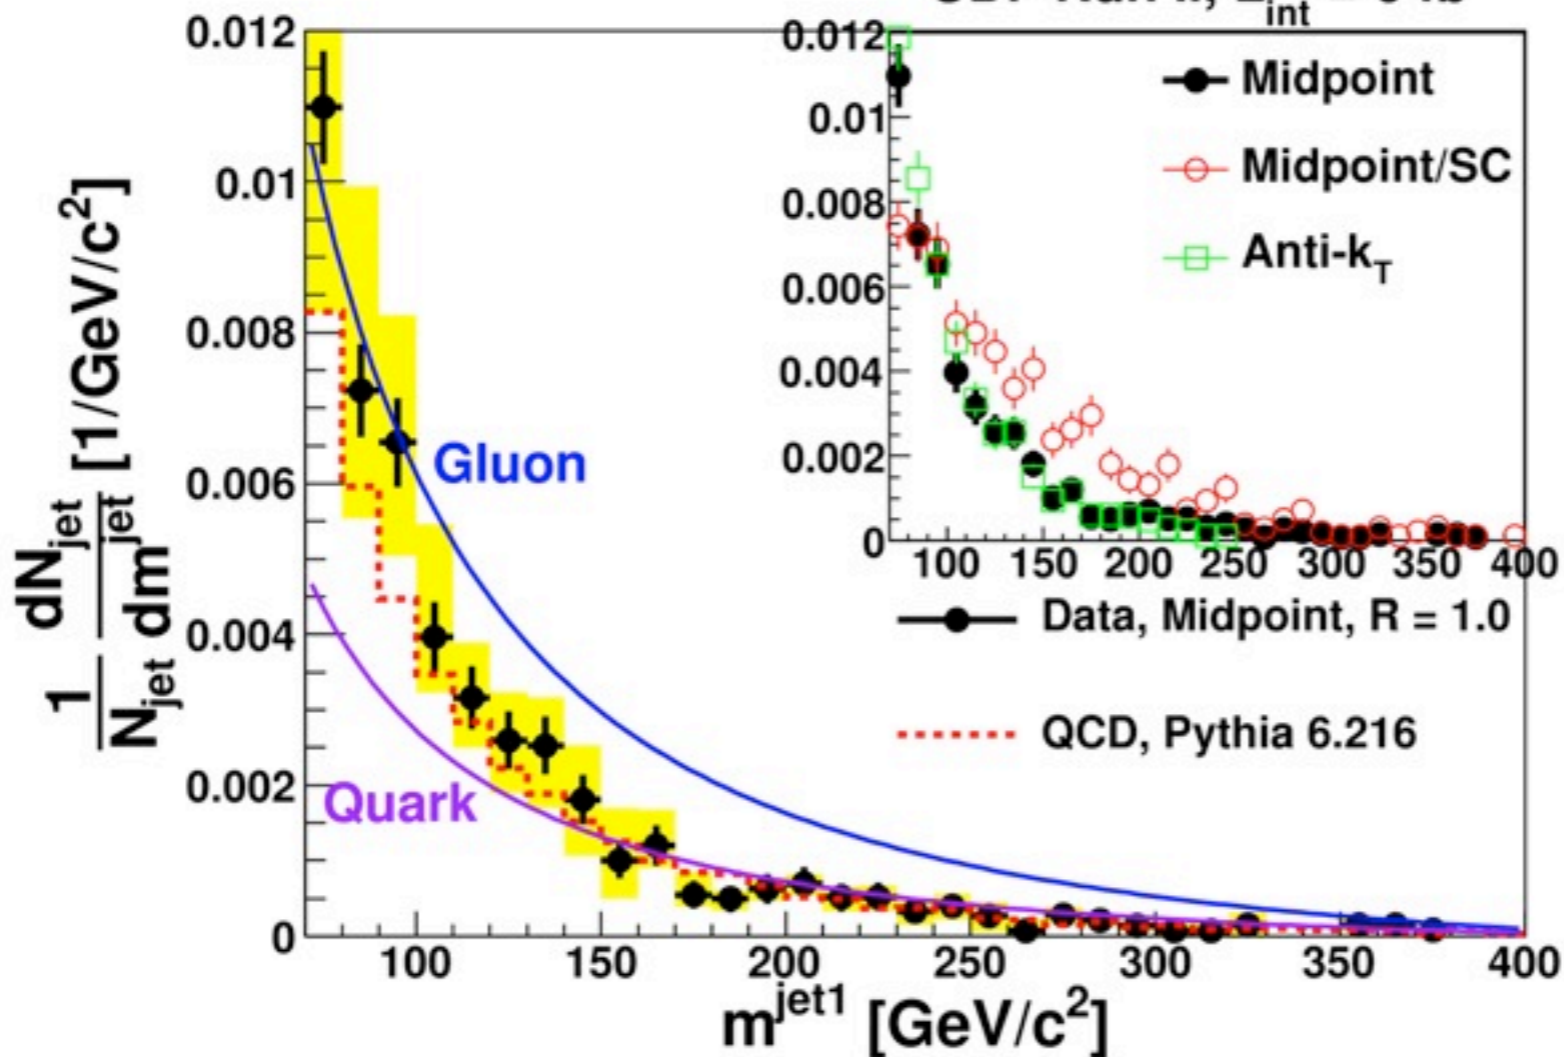 0.012
0.01
0.008
0.006
0.004
0.002
0
1 dN_jet
N_jet dm^jet [1/GeV/c^2]
Gluon
Quark
100 150 200 250 300 350 400
m^jet1 [GeV/c^2]
0.012
0.01
0.008
0.006
0.004
0.002
0
100 150 200 250 300 350 400
Midpoint
Midpoint/SC
Anti-k_T
Data, Midpoint, R = 1.0
QCD, Pythia 6.216